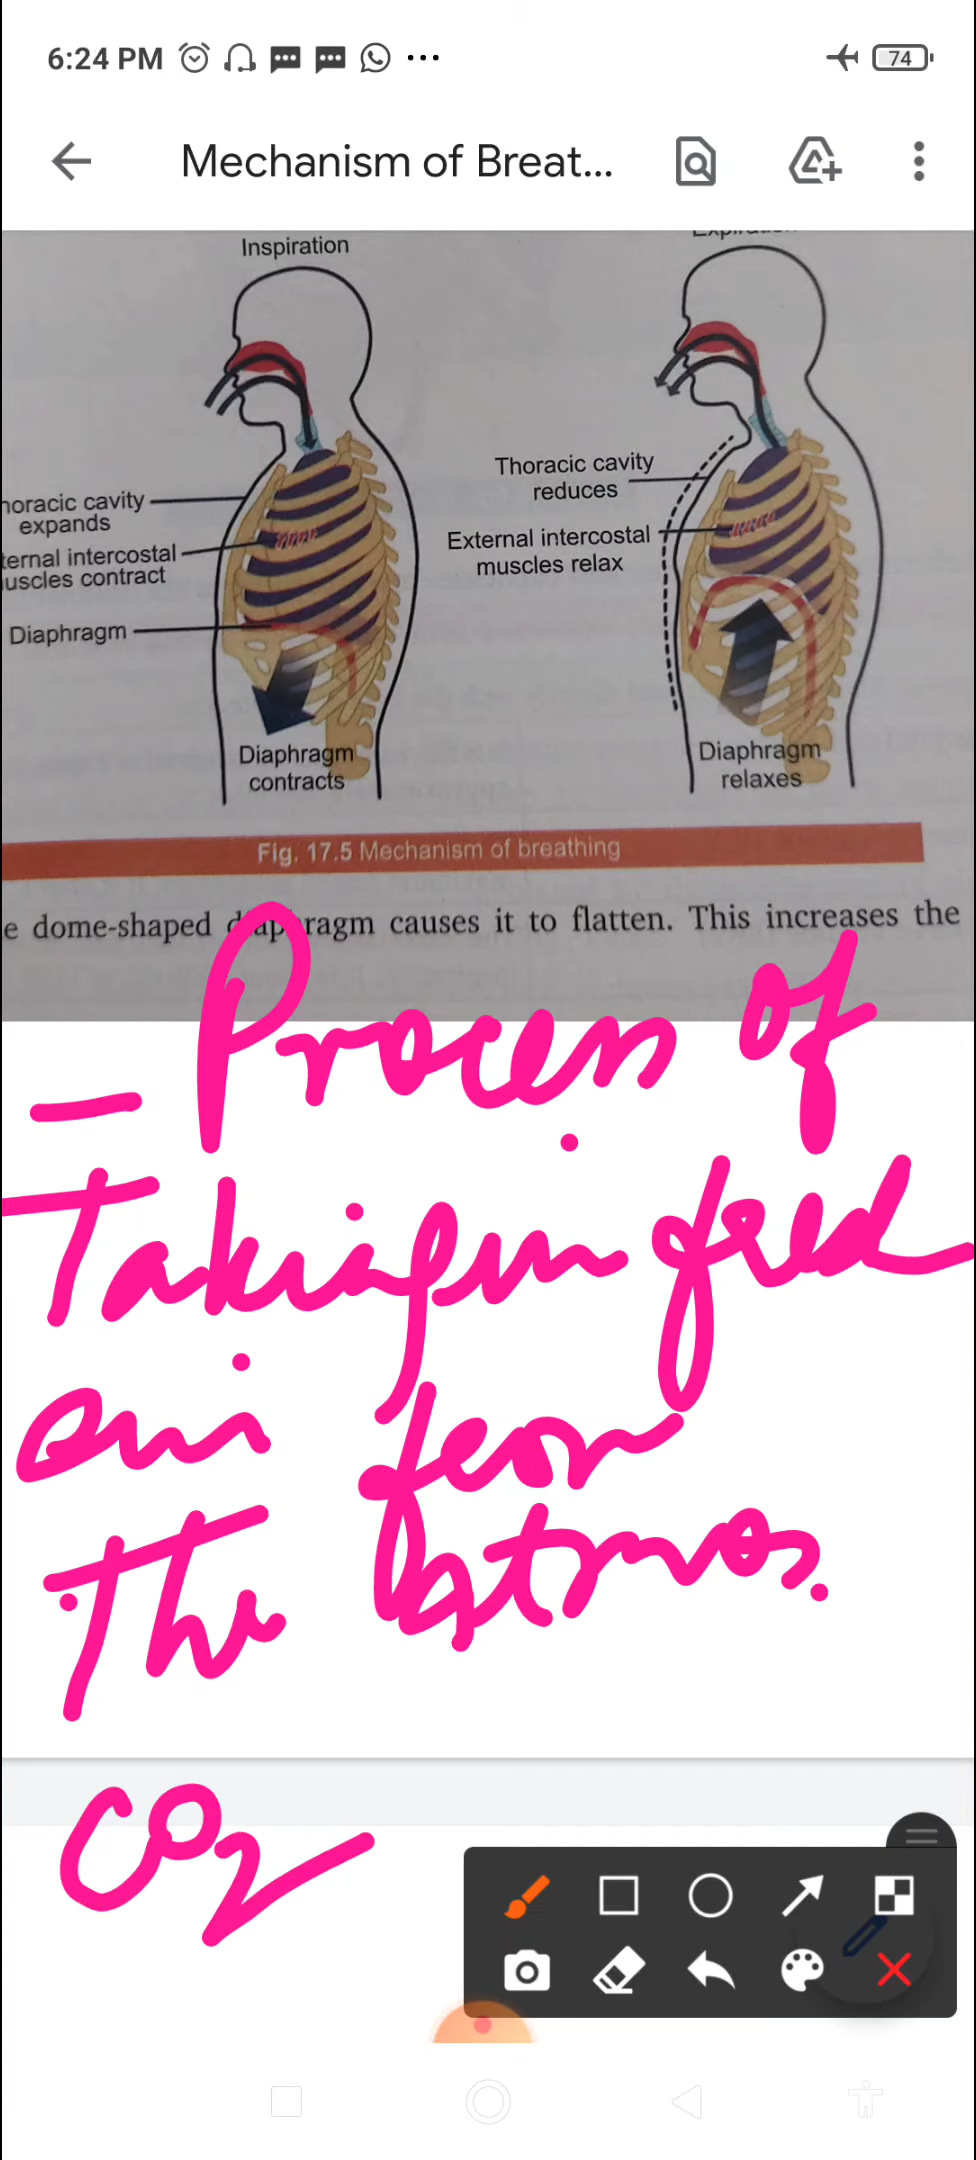 6:24 PM
74
Mechanism of Breat...
Inspiration
Thoracic cavity
reduces
horacic cavity
expands
External intercostal
muscles relax
ternal intercostal
uscles contract
Diaphragm
Diaphragm
contracts
Diaphragm
relaxes
Fig. 17.5 Mechanism of breathing
e dome-shaped diaphragm causes it to flatten. This increases the
– Process of
Taking in
air from
The atmos.
CO2